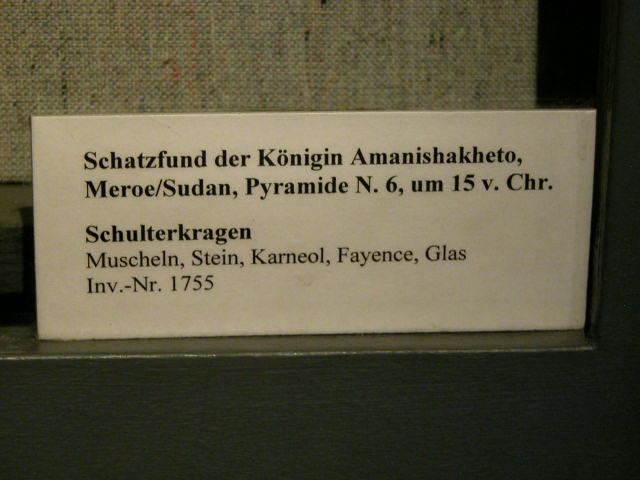 Schatzfund der Königin Amanishakheto,
Meroe/Sudan, Pyramide N. 6, um 15 v. Chr.
Schulterkragen
Muscheln, Stein, Karneol, Fayence, Glas
Inv.-Nr. 1755